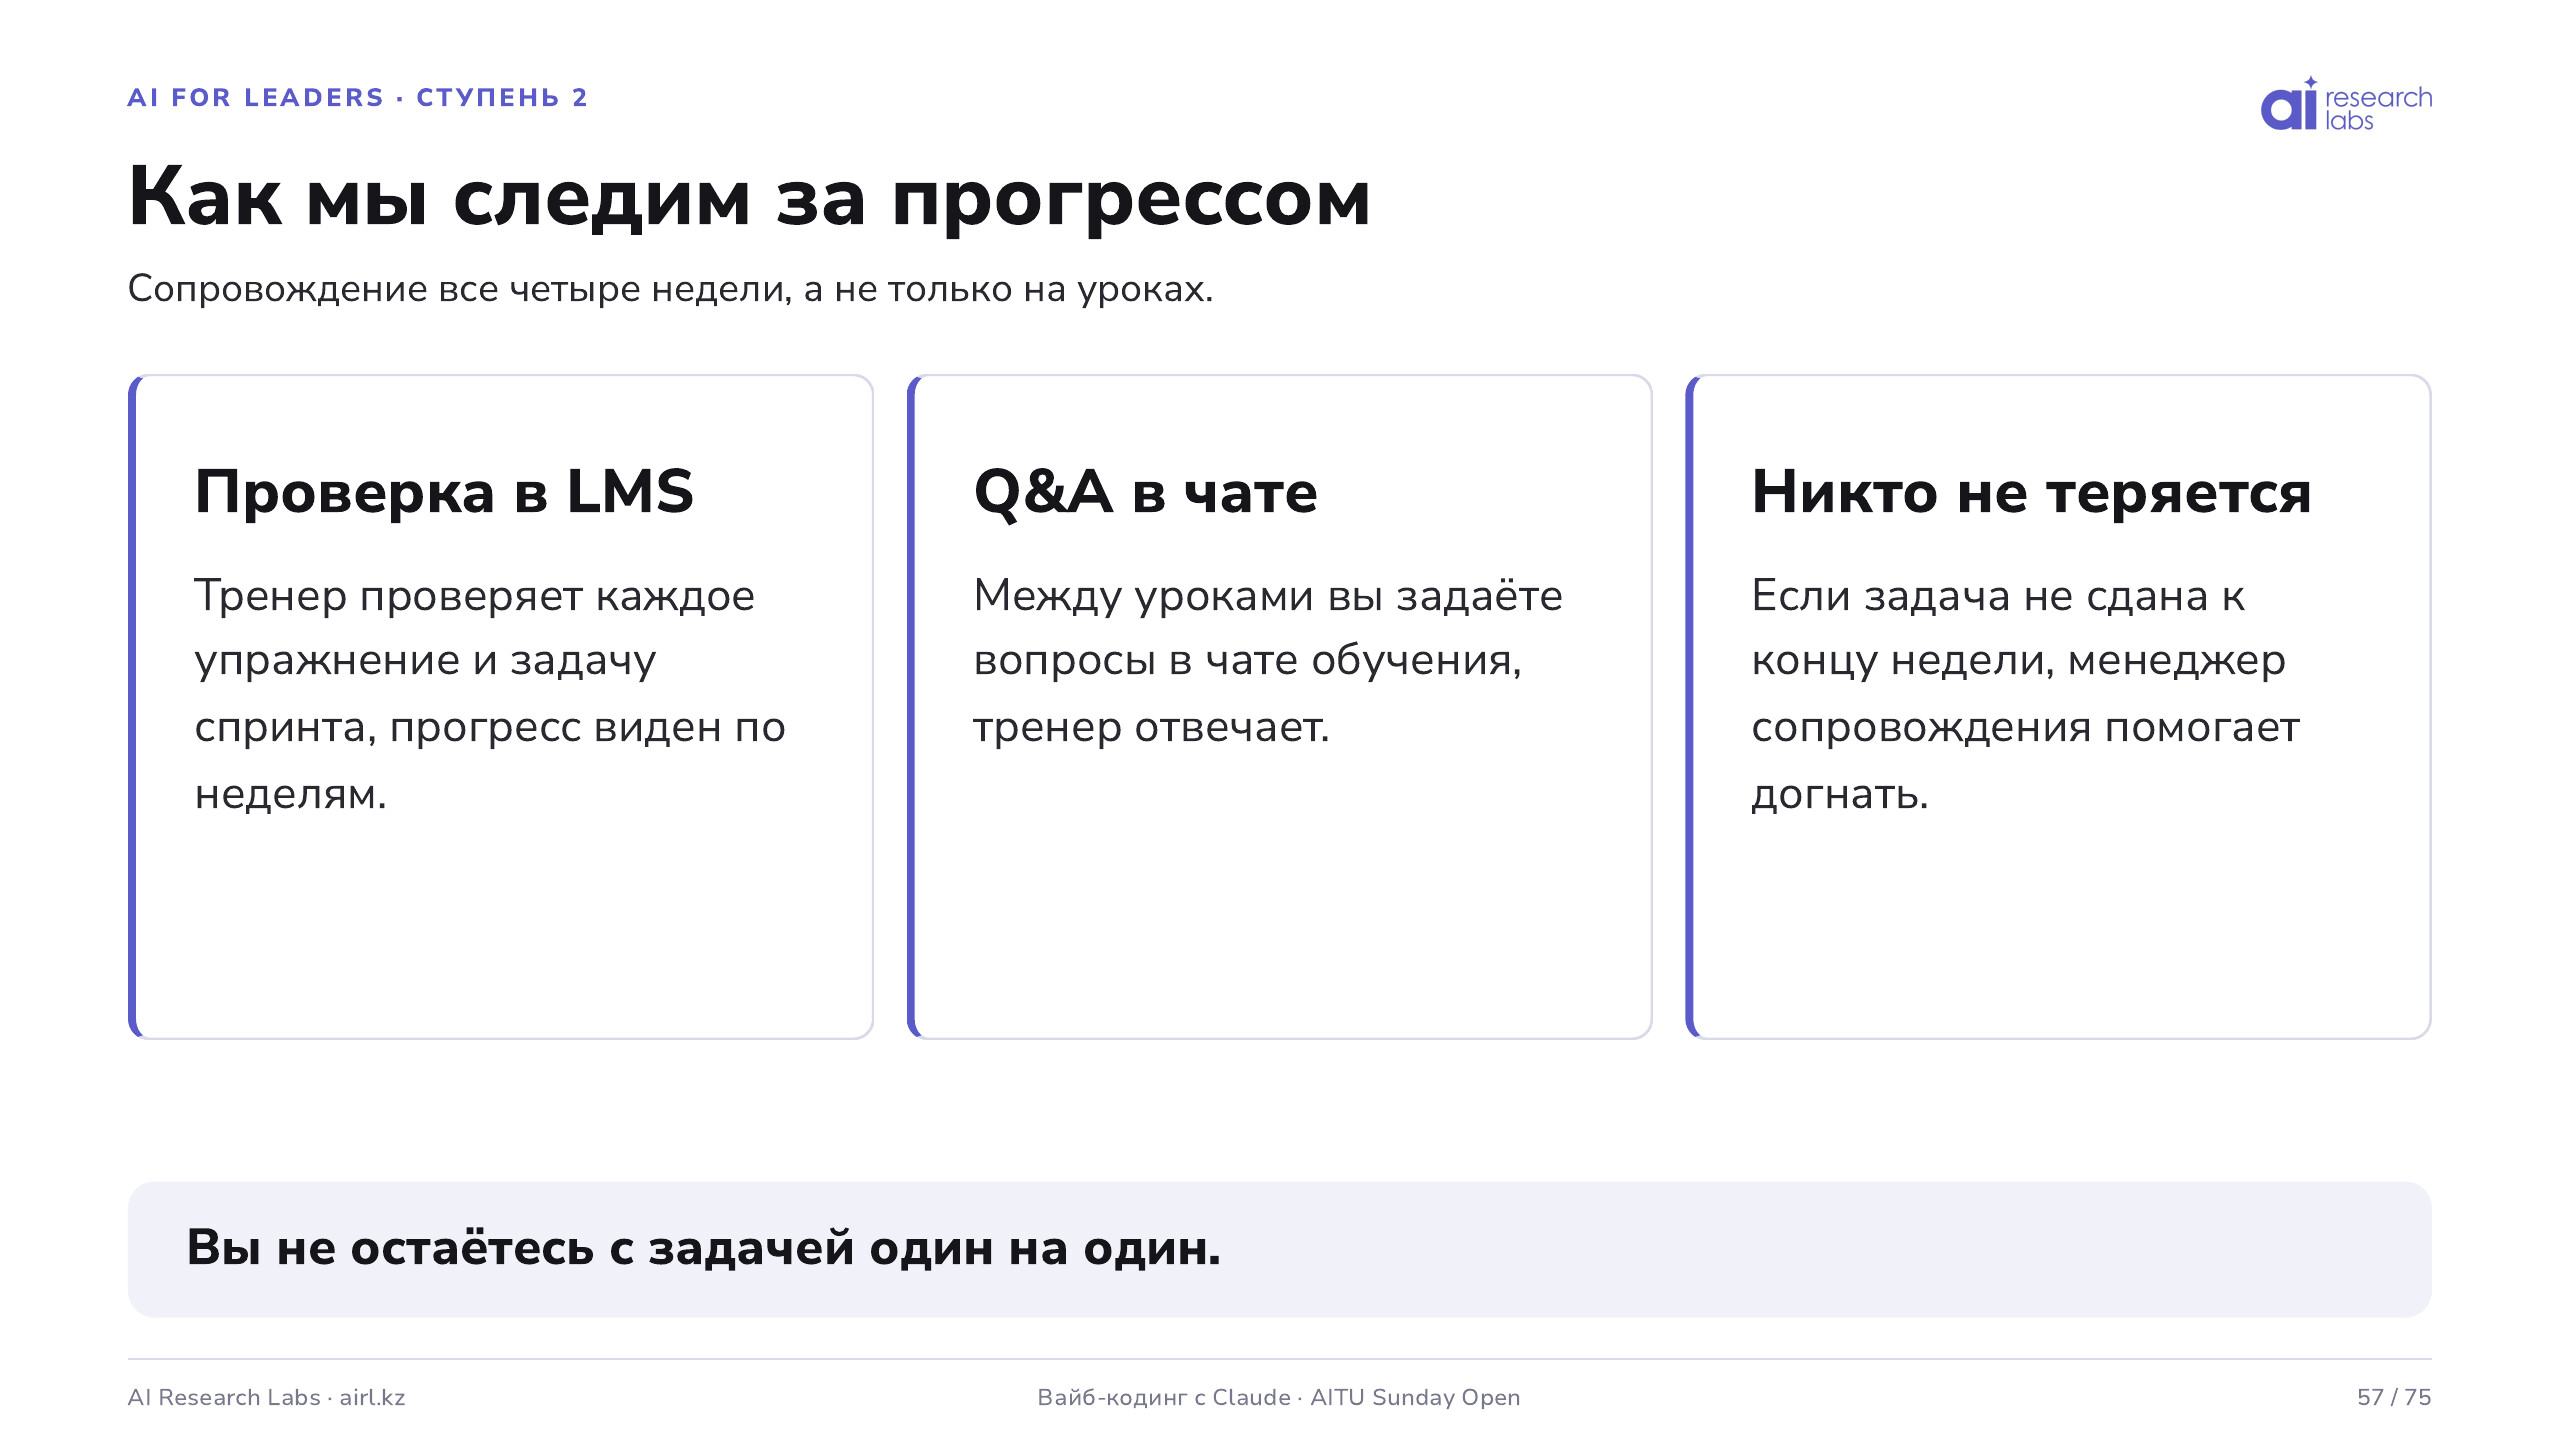 AI FOR LEADERS · СТУПЕНЬ 2
ai research labs
Как мы следим за прогрессом
Сопровождение все четыре недели, а не только на уроках.
Проверка в LMS
Тренер проверяет каждое
упражнение и задачу
спринта, прогресс виден по
неделям.
Q&A в чате
Между уроками вы задаёте
вопросы в чате обучения,
тренер отвечает.
Никто не теряется
Если задача не сдана к
концу недели, менеджер
сопровождения помогает
догнать.
Вы не остаётесь с задачей один на один.
AI Research Labs · airl.kz
Вайб-кодинг с Claude · AITU Sunday Open
57 / 75